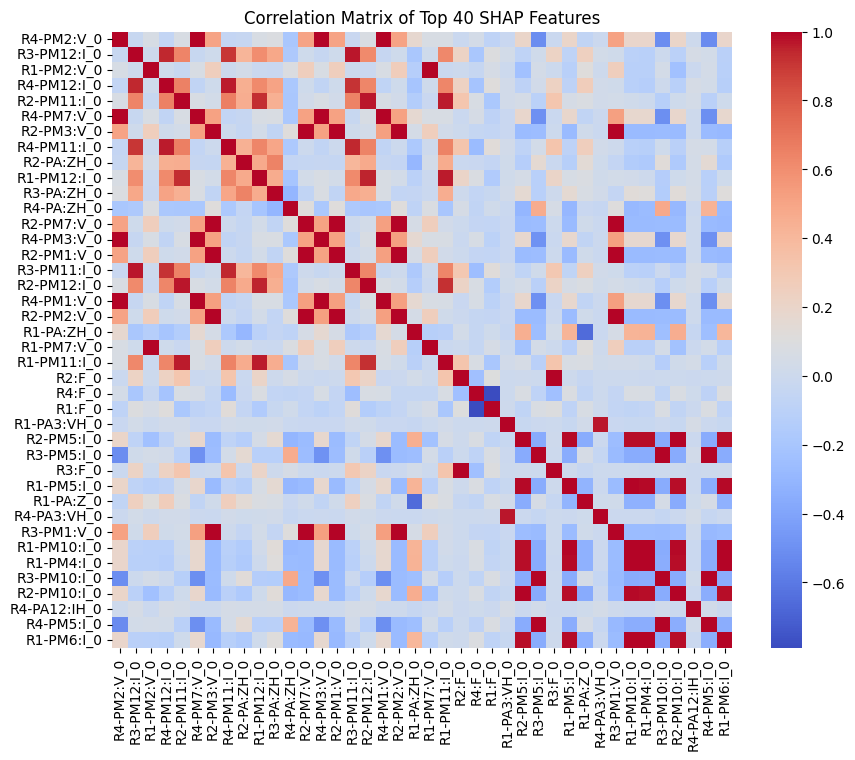 Correlation Matrix of Top 40 SHAP Features
R4-PM2:V_0
R3-PM12:I_0
R1-PM2:V_0
R4-PM12:I_0
R2-PM11:I_0
R4-PM7:V_0
R2-PM3:V_0
R4-PM11:I_0
R2-PA:ZH_0
R1-PM12:I_0
R3-PA:ZH_0
R4-PA:ZH_0
R2-PM7:V_0
R4-PM3:V_0
R2-PM1:V_0
R3-PM11:I_0
R2-PM12:I_0
R4-PM1:V_0
R2-PM2:V_0
R1-PA:ZH_0
R1-PM7:V_0
R1-PM11:I_0
R2:F_0
R4:F_0
R1:F_0
R1-PA3:VH_0
R2-PM5:I_0
R3-PM5:I_0
R3:F_0
R1-PM5:I_0
R1-PA:Z_0
R4-PA3:VH_0
R3-PM1:V_0
R1-PM10:I_0
R1-PM4:I_0
R3-PM10:I_0
R2-PM10:I_0
R4-PA12:IH_0
R4-PM5:I_0
R1-PM6:I_0
R4-PM2:V_0
R3-PM12:I_0
R1-PM2:V_0
R4-PM12:I_0
R2-PM11:I_0
R4-PM7:V_0
R2-PM3:V_0
R4-PM11:I_0
R2-PA:ZH_0
R1-PM12:I_0
R3-PA:ZH_0
R4-PA:ZH_0
R2-PM7:V_0
R4-PM3:V_0
R2-PM1:V_0
R3-PM11:I_0
R2-PM12:I_0
R4-PM1:V_0
R2-PM2:V_0
R1-PA:ZH_0
R1-PM7:V_0
R1-PM11:I_0
R2:F_0
R4:F_0
R1:F_0
R1-PA3:VH_0
R2-PM5:I_0
R3-PM5:I_0
R3:F_0
R1-PM5:I_0
R1-PA:Z_0
R4-PA3:VH_0
R3-PM1:V_0
R1-PM10:I_0
R1-PM4:I_0
R3-PM10:I_0
R2-PM10:I_0
R4-PA12:IH_0
R4-PM5:I_0
R1-PM6:I_0
1.0
0.8
0.6
0.4
0.2
0.0
−0.2
−0.4
−0.6